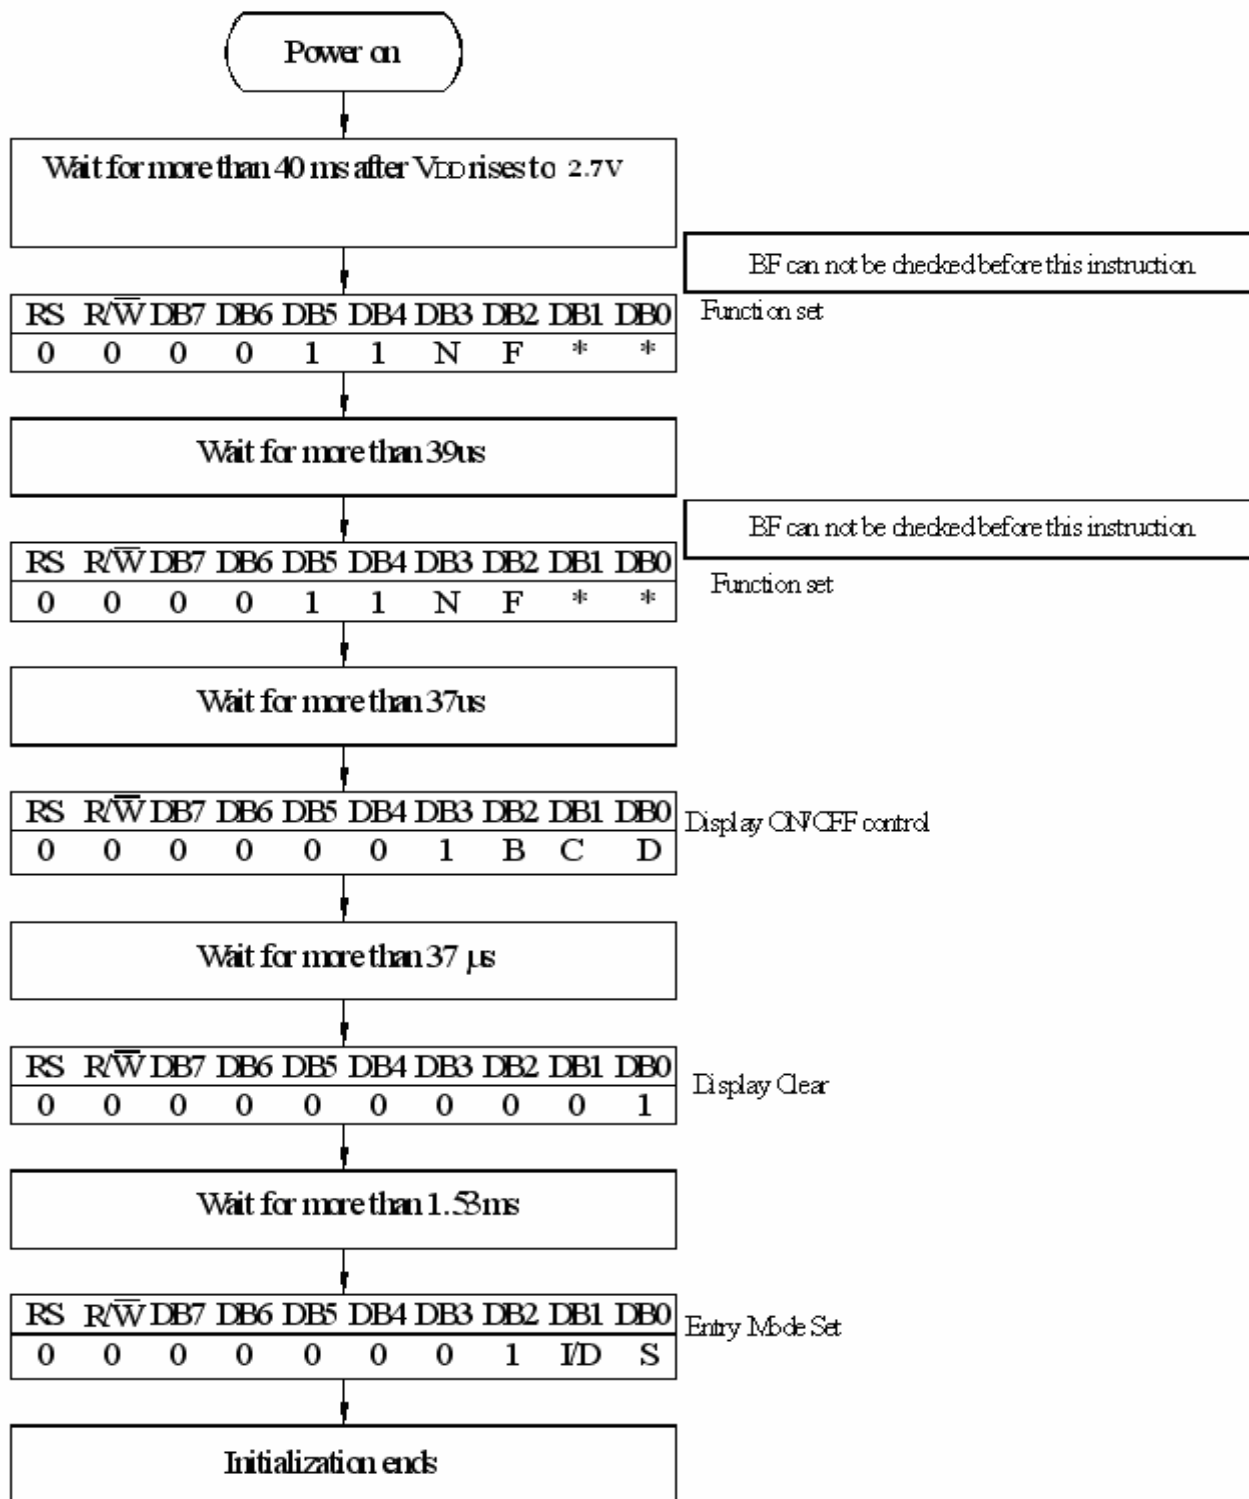 Power on
Wait for more than 40 ms after VDD rises to 2.7V
BF can not be checked before this instruction.
RS R/W̅ DB7 DB6 DB5 DB4 DB3 DB2 DB1 DB0
Function set
0 0 0 0 1 1 N F * *
Wait for more than 39us
BF can not be checked before this instruction.
RS R/W̅ DB7 DB6 DB5 DB4 DB3 DB2 DB1 DB0
Function set
0 0 0 0 1 1 N F * *
Wait for more than 37us
RS R/W̅ DB7 DB6 DB5 DB4 DB3 DB2 DB1 DB0
Display ON/OFF control
0 0 0 0 0 0 1 B C D
Wait for more than 37 μs
RS R/W̅ DB7 DB6 DB5 DB4 DB3 DB2 DB1 DB0
Display Clear
0 0 0 0 0 0 0 0 0 1
Wait for more than 1.53ms
RS R/W̅ DB7 DB6 DB5 DB4 DB3 DB2 DB1 DB0
Entry Mode Set
0 0 0 0 0 0 0 1 I/D S
Initialization ends